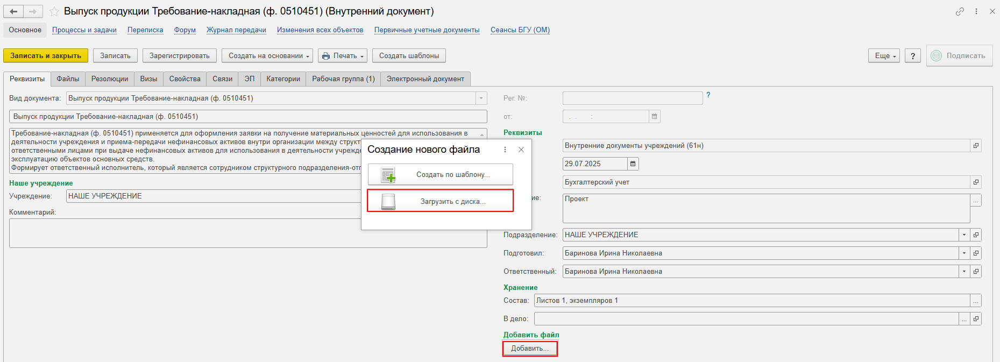 Выпуск продукции Требование-накладная (ф. 0510451) (Внутренний документ)
Основное Процессы и задачи Переписка Форум Журнал передачи Изменения всех объектов Первичные учетные документы Сеансы БГУ (ОМ)
Записать и закрыть Записать Зарегистрировать Создать на основании Печать Создать шаблоны Еще ? Подписать
Реквизиты Файлы Резолюции Визы Свойства Связи ЭП Категории Рабочая группа (1) Электронный документ
Вид документа: Выпуск продукции Требование-накладная (ф. 0510451)
Выпуск продукции Требование-накладная (ф. 0510451)
Требование-накладная (ф. 0510451) применяется для оформления заявки на получение материальных ценностей для использования в
деятельности учреждения и приема-передачи нефинансовых активов внутри организации между структ
ответственными лицами при выдаче нефинансовых активов для использования в деятельности учрежде
эксплуатацию объектов основных средств.
Формирует ответственный исполнитель, который является сотрудником структурного подразделения-отп
Наше учреждение
Учреждение: НАШЕ УЧРЕЖДЕНИЕ
Комментарий:
Создание нового файла
Создать по шаблону...
Загрузить с диска...
Рег. №: ?
от: . . :
Реквизиты
Внутренние документы учреждений (61н)
29.07.2025
Бухгалтерский учет
ие: Проект ...
Подразделение: НАШЕ УЧРЕЖДЕНИЕ
Подготовил: Баринова Ирина Николаевна
Ответственный: Баринова Ирина Николаевна
Хранение
Состав: Листов 1, экземпляров 1 ...
В дело: ...
Добавить файл
Добавить...